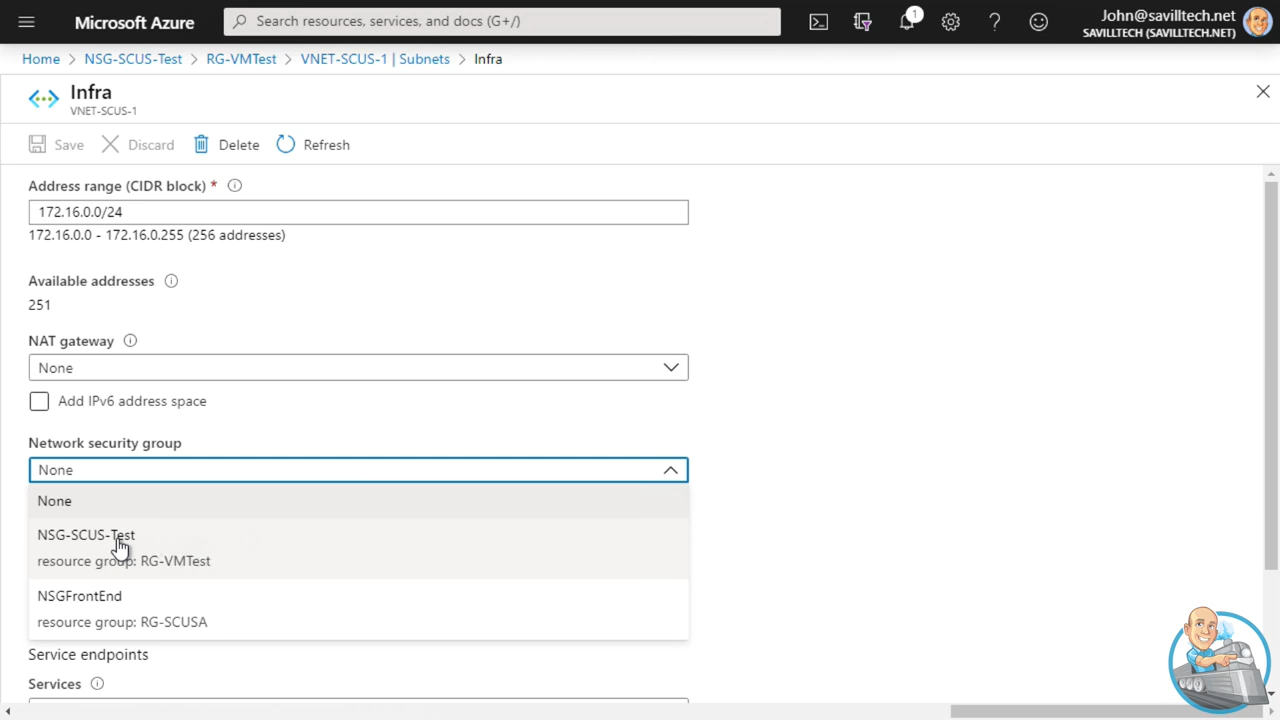 Microsoft Azure
Search resources, services, and docs (G+/)
1
John@savilltech.net
SAVILLTECH (SAVILLTECH.NET)
Home > NSG-SCUS-Test > RG-VMTest > VNET-SCUS-1 | Subnets > Infra
Infra
VNET-SCUS-1
Save Discard Delete Refresh
Address range (CIDR block) *
172.16.0.0/24
172.16.0.0 - 172.16.0.255 (256 addresses)
Available addresses
251
NAT gateway
None
Add IPv6 address space
Network security group
None
None
NSG-SCUS-Test
resource group: RG-VMTest
NSGFrontEnd
resource group: RG-SCUSA
Service endpoints
Services